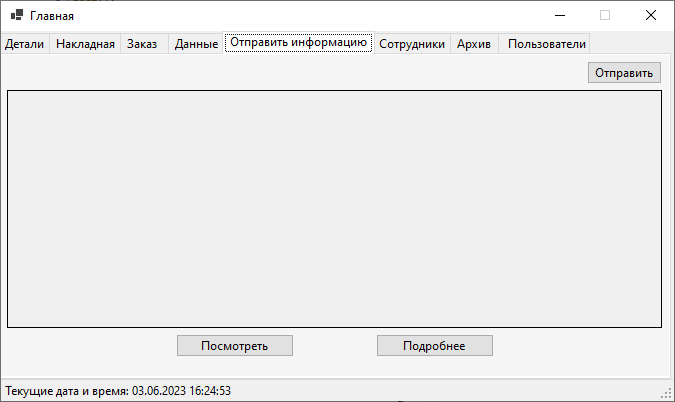 Главная
Детали Накладная Заказ Данные Отправить информацию Сотрудники Архив Пользователи
Отправить
Посмотреть Подробнее
Текущие дата и время: 03.06.2023 16:24:53